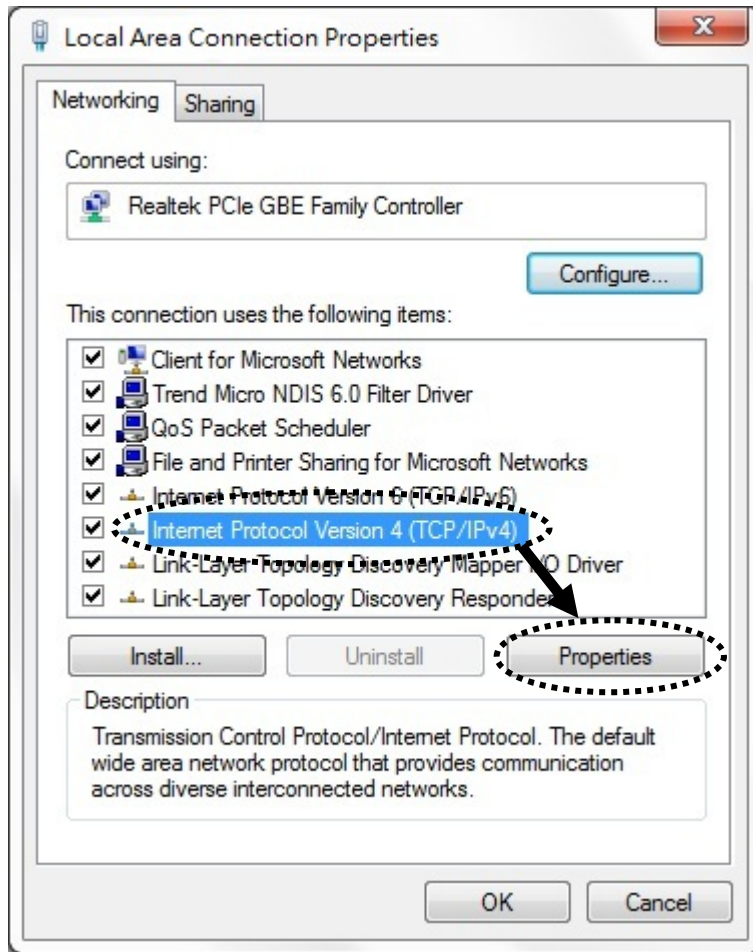 Local Area Connection Properties
Networking
Sharing
Connect using:
Realtek PCIe GBE Family Controller
Configure...
This connection uses the following items:
Client for Microsoft Networks
Trend Micro NDIS 6.0 Filter Driver
QoS Packet Scheduler
File and Printer Sharing for Microsoft Networks
Internet Protocol Version 6 (TCP/IPv6)
Internet Protocol Version 4 (TCP/IPv4)
Link-Layer Topology Discovery Mapper I/O Driver
Link-Layer Topology Discovery Responder
Install...
Uninstall
Properties
Description
Transmission Control Protocol/Internet Protocol. The default
wide area network protocol that provides communication
across diverse interconnected networks.
OK
Cancel